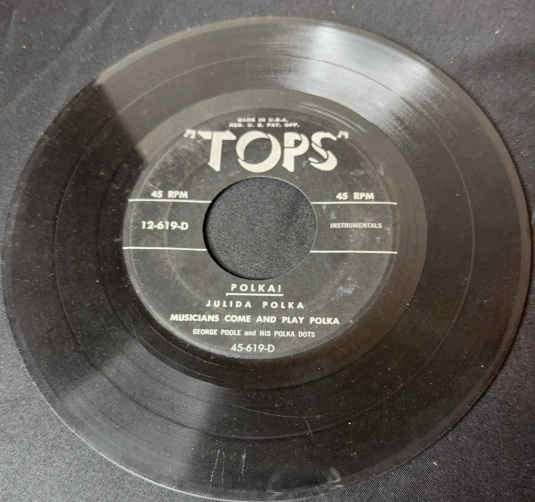 MADE IN U.S.A.
REG. U. S. PAT. OFF.
"TOPS"
45 RPM 45 RPM
12-619-D INSTRUMENTALS
POLKA!
JULIDA POLKA
MUSICIANS COME AND PLAY POLKA
GEORGE POOLE and HIS POLKA DOTS
45-619-D